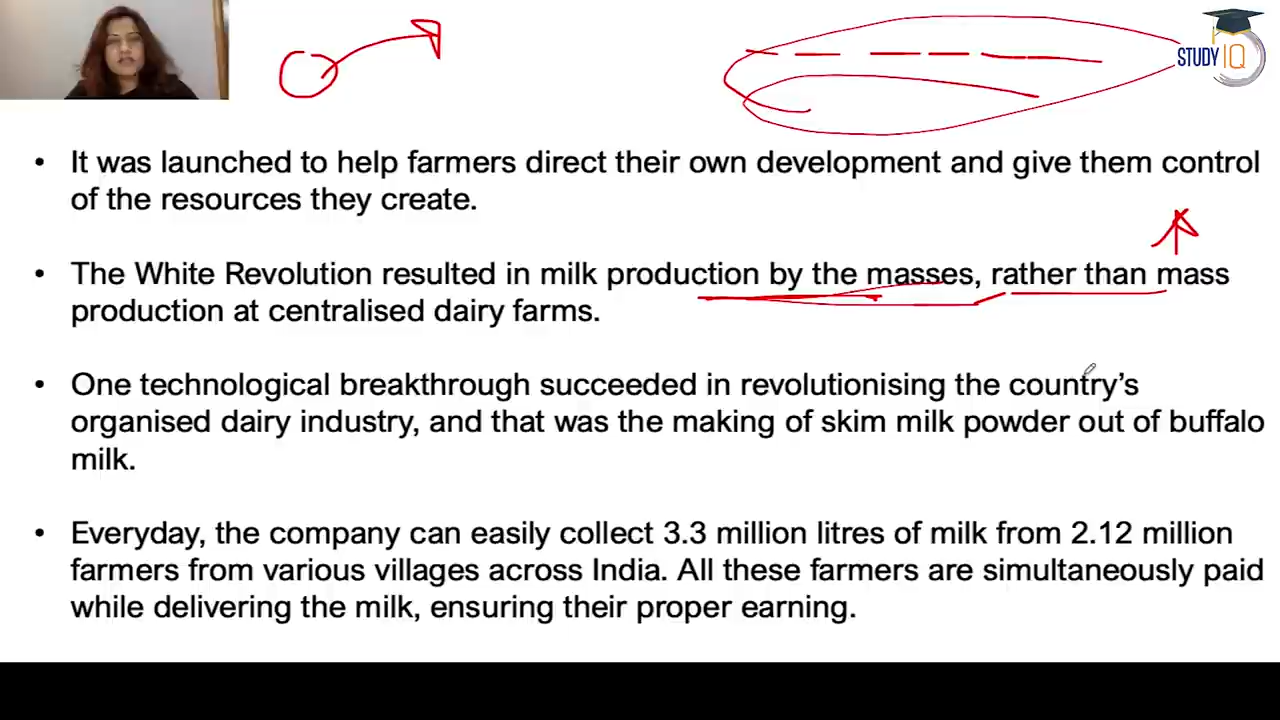 STUDY IQ
• It was launched to help farmers direct their own development and give them control
of the resources they create.
• The White Revolution resulted in milk production by the masses, rather than mass
production at centralised dairy farms.
• One technological breakthrough succeeded in revolutionising the country's
organised dairy industry, and that was the making of skim milk powder out of buffalo
milk.
• Everyday, the company can easily collect 3.3 million litres of milk from 2.12 million
farmers from various villages across India. All these farmers are simultaneously paid
while delivering the milk, ensuring their proper earning.